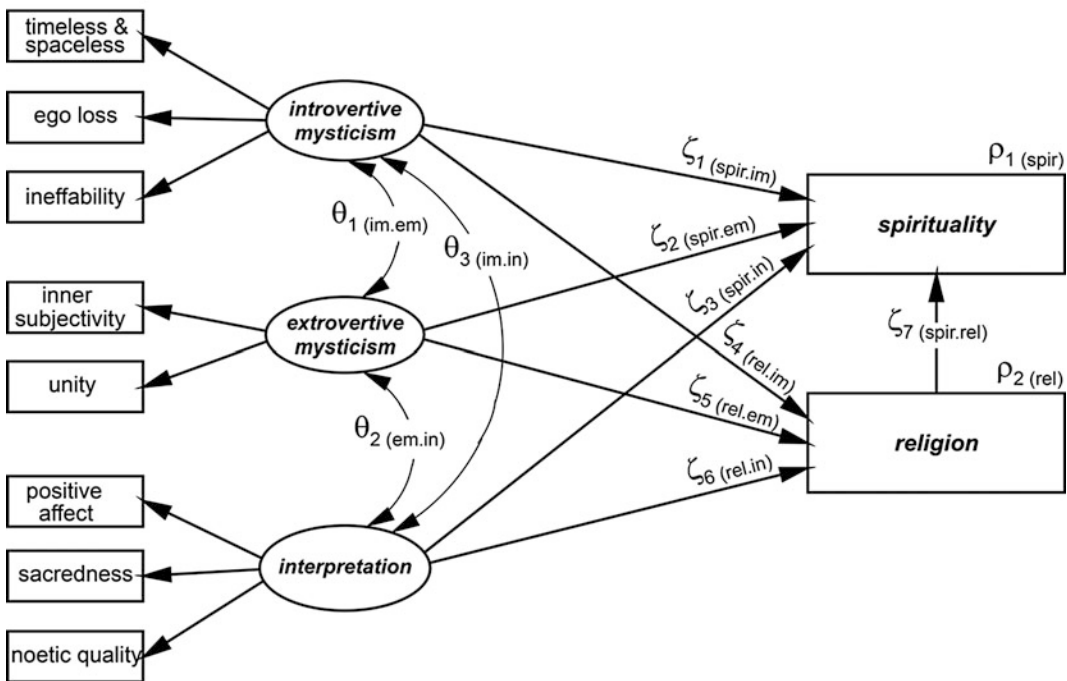 timeless &
spaceless
ego loss
ineffability
inner
subjectivity
unity
positive
affect
sacredness
noetic quality
introvertive
mysticism
extrovertive
mysticism
interpretation
θ1 (im.em)
θ3 (im.in)
θ2 (em.in)
ζ1 (spir.im)
ζ2 (spir.em)
ζ3 (spir.in)
ζ4 (rel.im)
ζ5 (rel.em)
ζ6 (rel.in)
ρ1 (spir)
spirituality
ζ7 (spir.rel)
ρ2 (rel)
religion